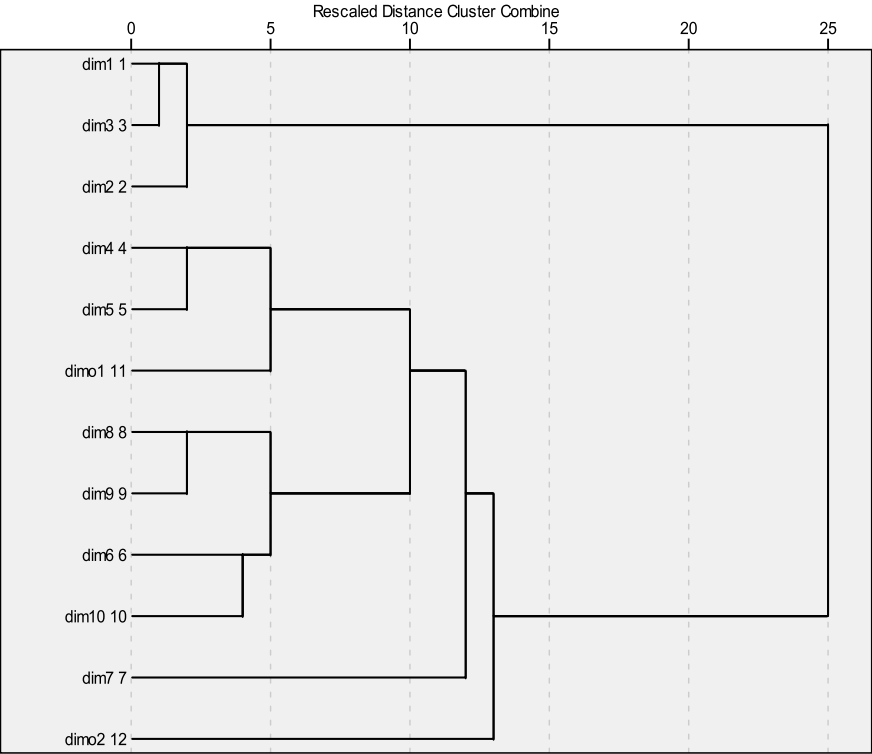 Rescaled Distance Cluster Combine
0 5 10 15 20 25
dim1 1
dim3 3
dim2 2
dim4 4
dim5 5
dimo1 11
dim8 8
dim9 9
dim6 6
dim10 10
dim7 7
dimo2 12